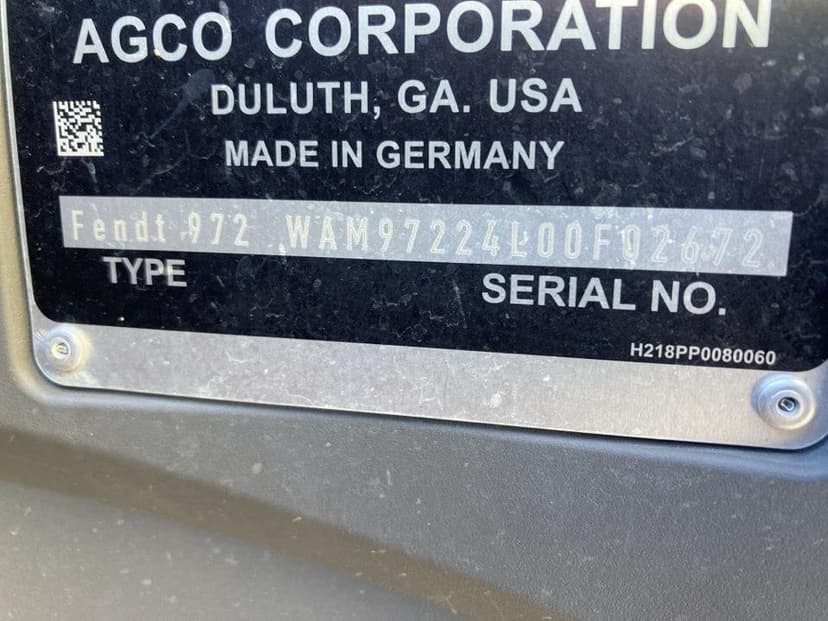 AGCO CORPORATION
DULUTH, GA. USA
MADE IN GERMANY
Fendt 972 WAM97224L00F02672
TYPE SERIAL NO.
H218PP0080060